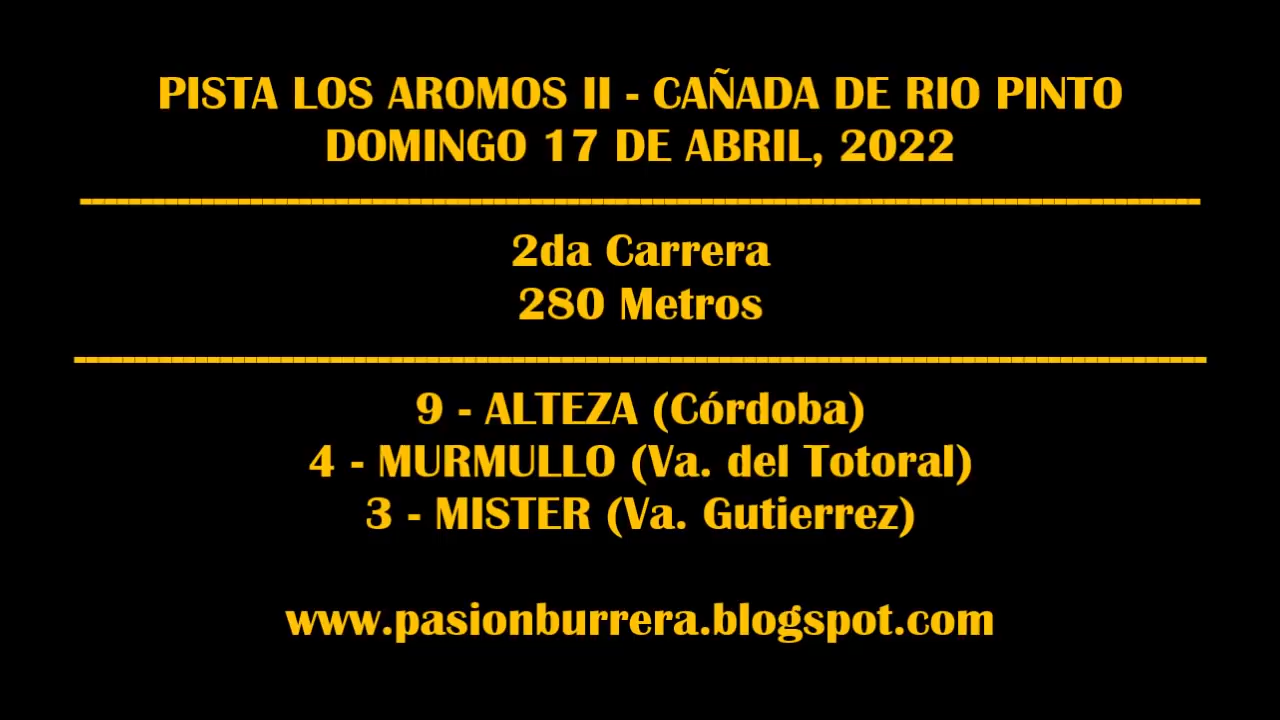 PISTA LOS AROMOS II - CAÑADA DE RIO PINTO
DOMINGO 17 DE ABRIL, 2022
2da Carrera
280 Metros
9 - ALTEZA (Córdoba)
4 - MURMULLO (Va. del Totoral)
3 - MISTER (Va. Gutierrez)
www.pasionburrera.blogspot.com